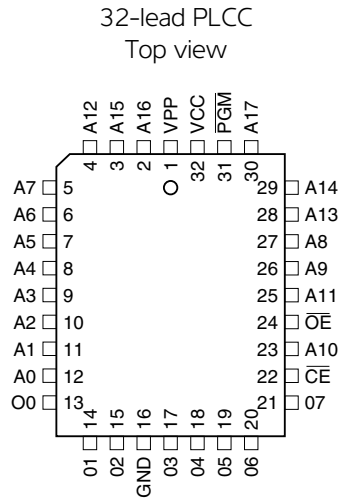 32-lead PLCC
Top view
A12 A15 A16 VPP VCC PGM A17
4 3 2 1 32 31 30
A7 5 29 A14
A6 6 28 A13
A5 7 27 A8
A4 8 26 A9
A3 9 25 A11
A2 10 24 OE
A1 11 23 A10
A0 12 22 CE
O0 13 21 07
14 15 16 17 18 19 20
01 02 GND 03 04 05 06